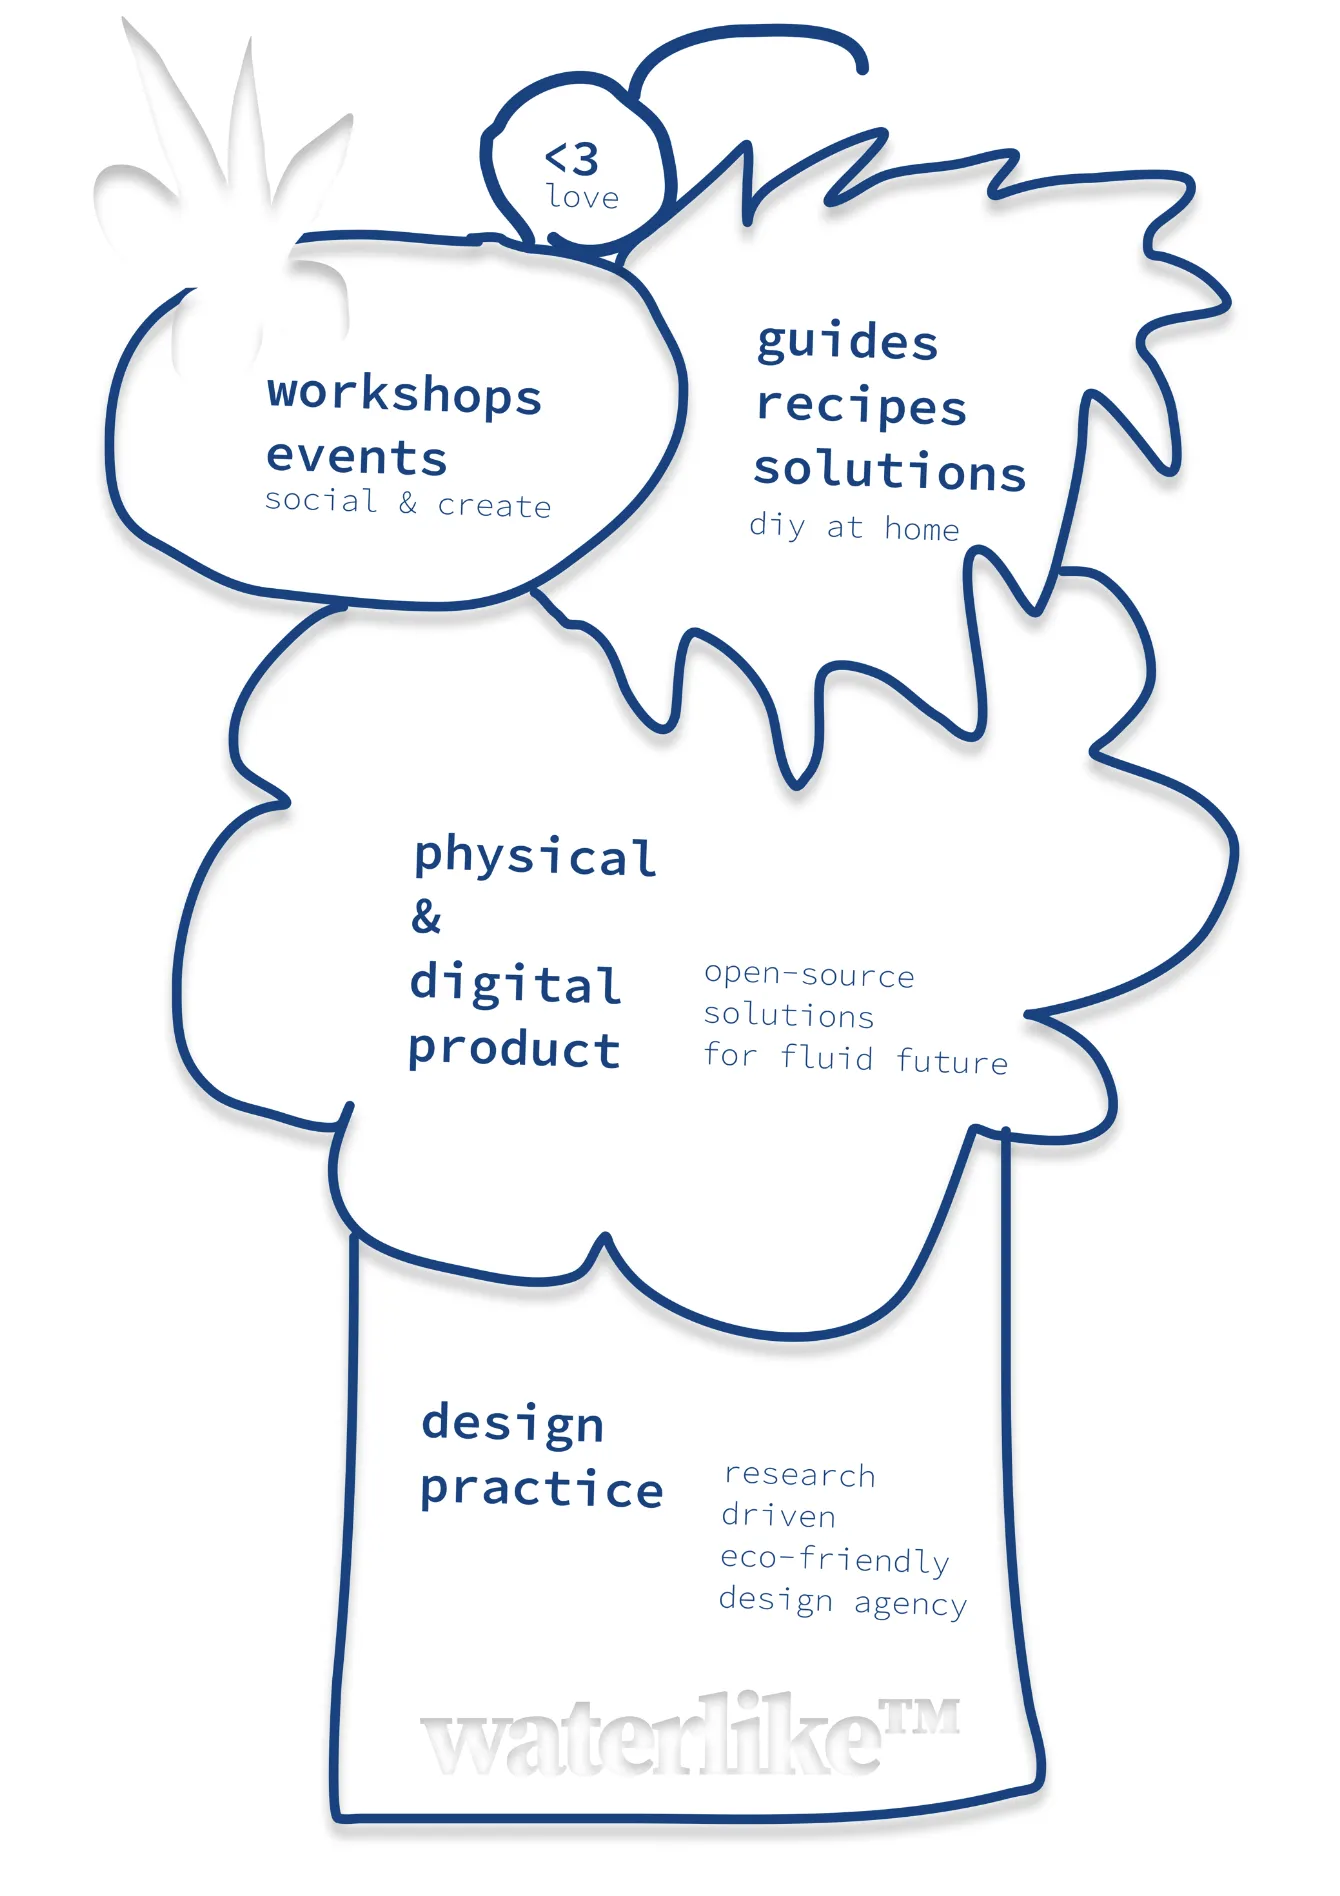 <3
love
workshops
events
social & create
guides
recipes
solutions
diy at home
physical
&
digital
product
open-source
solutions
for fluid future
design
practice
research
driven
eco-friendly
design agency
waterlike™